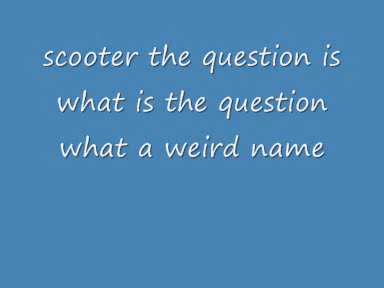 scooter the question is
what is the question
what a weird name